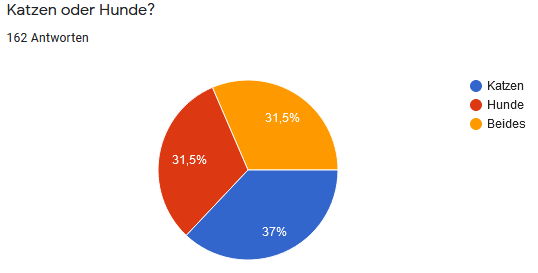 Katzen oder Hunde?
162 Antworten
Katzen
Hunde
Beides
31,5%
31,5%
37%